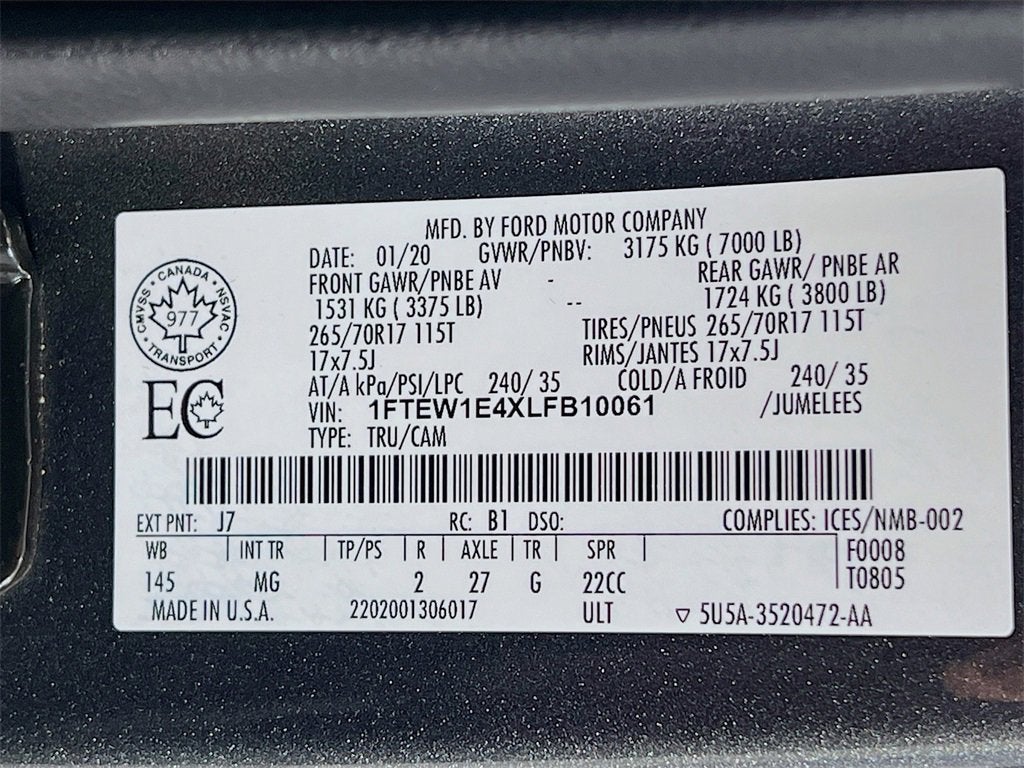 MFD. BY FORD MOTOR COMPANY
DATE: 01/20 GVWR/PNBV: 3175 KG ( 7000 LB)
FRONT GAWR/PNBE AV - REAR GAWR/ PNBE AR
1531 KG ( 3375 LB) -- 1724 KG ( 3800 LB)
265/70R17 115T TIRES/PNEUS 265/70R17 115T
17x7.5J RIMS/JANTES 17x7.5J
AT/A kPa/PSI/LPC 240/ 35 COLD/A FROID 240/ 35
VIN: 1FTEW1E4XLFB10061 /JUMELEES
TYPE: TRU/CAM
CANADA
CMVSS NSVAC
977
TRANSPORT
EC
EXT PNT: J7 RC: B1 DSO: COMPLIES: ICES/NMB-002
WB | INT TR | TP/PS | R | AXLE | TR | SPR | F0008
145 MG 2 27 G 22CC T0805
MADE IN U.S.A. 2202001306017 ULT ▽ 5U5A-3520472-AA